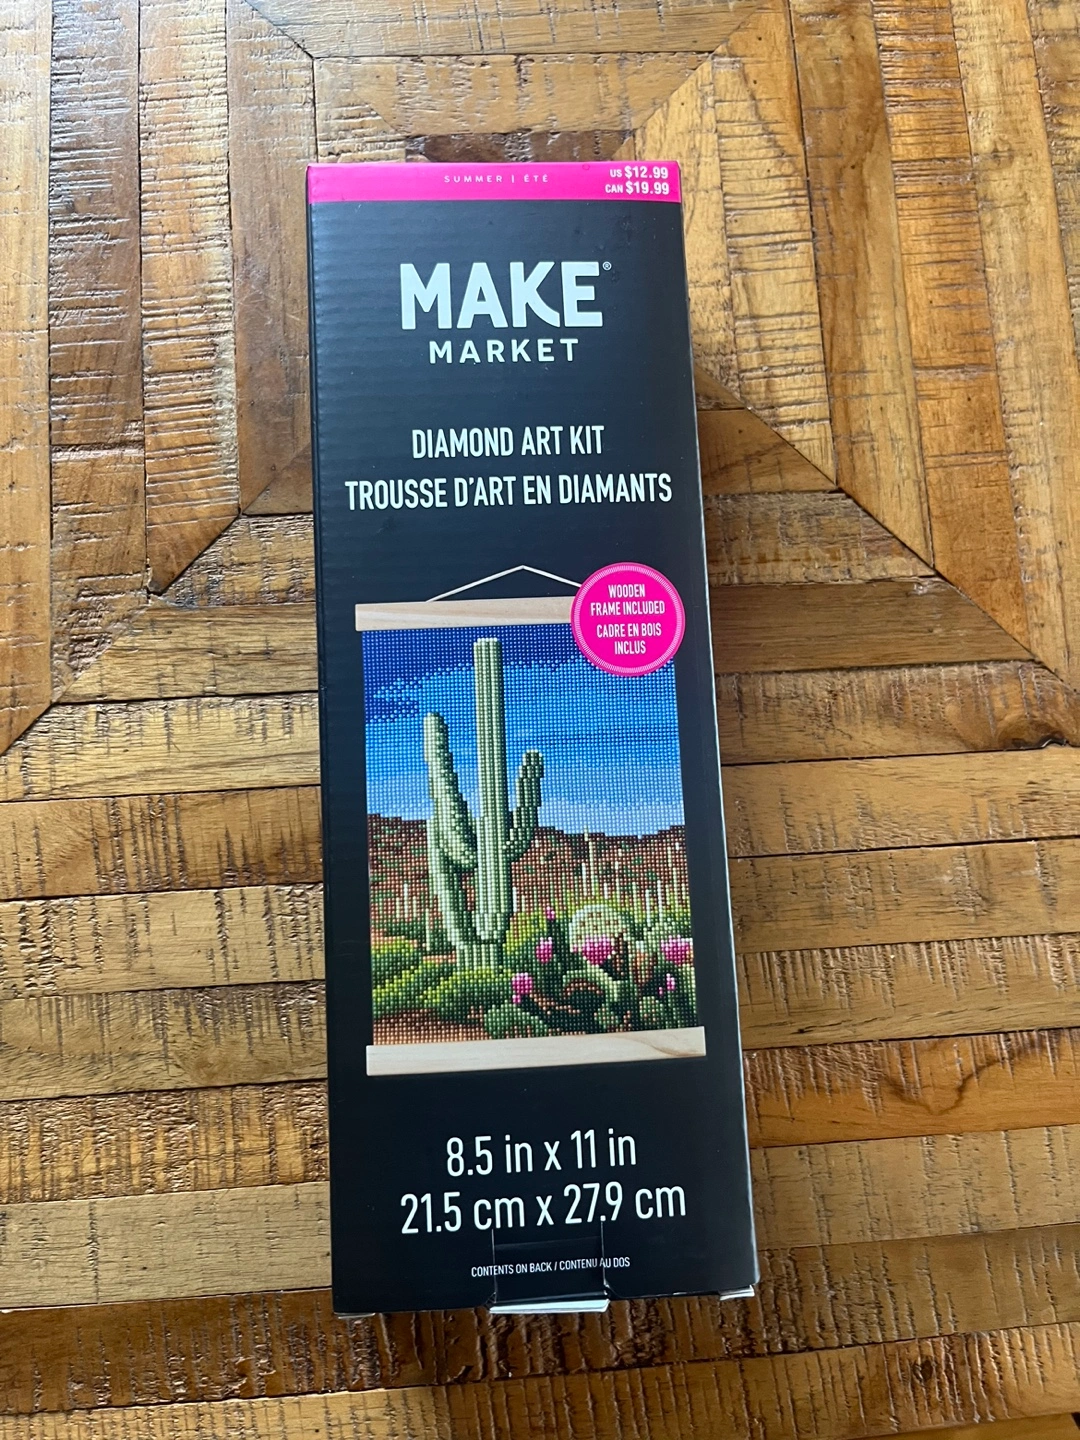 SUMMER | ÉTÉ
US $12.99
CAN $19.99
MAKE®
MARKET
DIAMOND ART KIT
TROUSSE D'ART EN DIAMANTS
WOODEN
FRAME INCLUDED
CADRE EN BOIS
INCLUS
8.5 in x 11 in
21.5 cm x 27.9 cm
CONTENTS ON BACK / CONTENU AU DOS